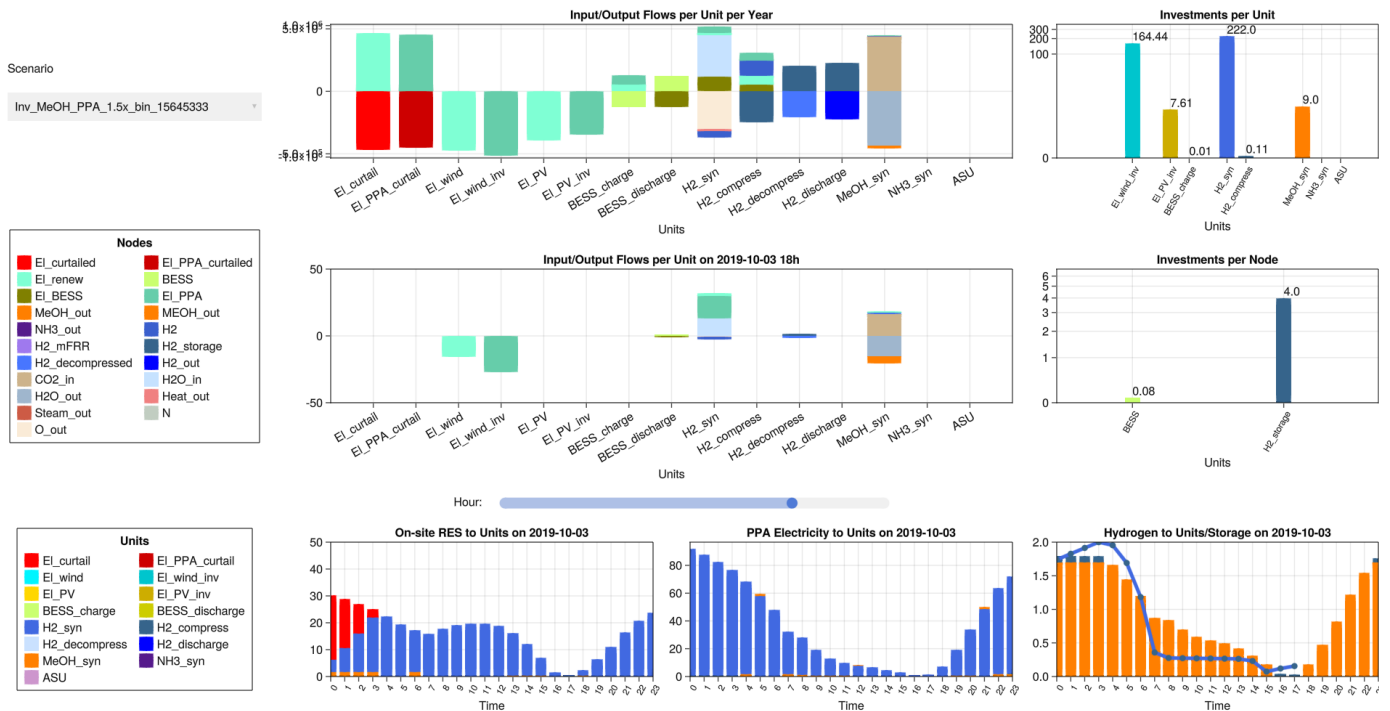 Scenario
Inv_MeOH_PPA_1.5x_bin_15645333
Input/Output Flows per Unit per Year
5.0×10⁵
0
El_curtail
El_PPA_curtail
El_wind
El_wind_inv
El_PV
El_PV_inv
BESS_charge
BESS_discharge
H2_syn
H2_compress
H2_decompress
H2_discharge
MeOH_syn
NH3_syn
ASU
Units
Investments per Unit
300
200
100
0
164.44
7.61
0.01
222.0
0.11
9.0
El_wind_inv
El_PV_inv
BESS_charge
H2_syn
H2_compress
MeOH_syn
NH3_syn
ASU
Units
Nodes
El_curtailed
El_PPA_curtailed
El_renew
BESS
El_BESS
El_PPA
MeOH_out
MEOH_out
NH3_out
H2
H2_mFRR
H2_storage
H2_decompressed
H2_out
CO2_in
H2O_in
H2O_out
Heat_out
Steam_out
N
O_out
Input/Output Flows per Unit on 2019-10-03 18h
50
0
-50
El_curtail
El_PPA_curtail
El_wind
El_wind_inv
El_PV
El_PV_inv
BESS_charge
BESS_discharge
H2_syn
H2_compress
H2_decompress
H2_discharge
MeOH_syn
NH3_syn
ASU
Units
Investments per Node
6
5
4
3
2
1
0
0.08
4.0
BESS
H2_storage
Units
Hour:
Units
El_curtail
El_PPA_curtail
El_wind
El_wind_inv
El_PV
El_PV_inv
BESS_charge
BESS_discharge
H2_syn
H2_compress
H2_decompress
H2_discharge
MeOH_syn
NH3_syn
ASU
On-site RES to Units on 2019-10-03
50
40
30
20
10
0
0 1 2 3 4 5 6 7 8 9 10 11 12 13 14 15 16 17 18 19 20 21 22 23
Time
PPA Electricity to Units on 2019-10-03
80
60
40
20
0
0 1 2 3 4 5 6 7 8 9 10 11 12 13 14 15 16 17 18 19 20 21 22 23
Time
Hydrogen to Units/Storage on 2019-10-03
2.0
1.5
1.0
0.5
0.0
0 1 2 3 4 5 6 7 8 9 10 11 12 13 14 15 16 17 18 19 20 21 22
Time